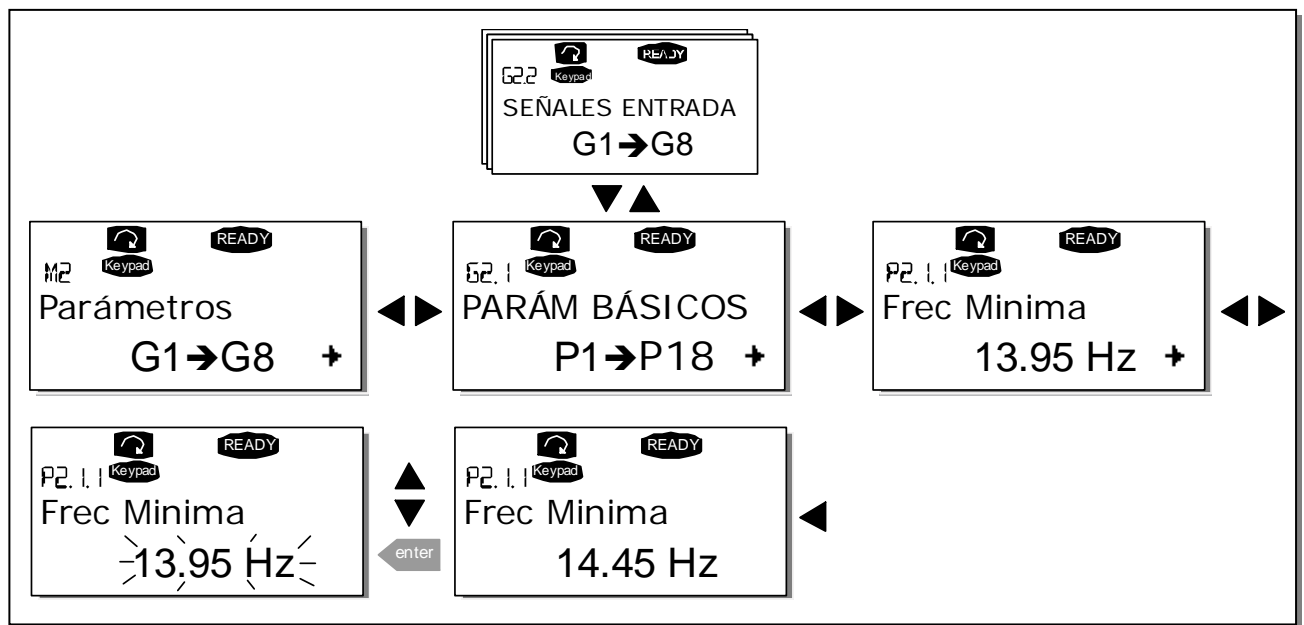 READY
G2.2 Keypad
SEÑALES ENTRADA
G1➔G8
READY
M2 Keypad
Parámetros
G1➔G8
READY
G2.1 Keypad
PARÁM BÁSICOS
P1➔P18
READY
P2.1.1 Keypad
Frec Minima
13.95 Hz
READY
P2.1.1 Keypad
Frec Minima
13.95 Hz
enter
READY
P2.1.1 Keypad
Frec Minima
14.45 Hz